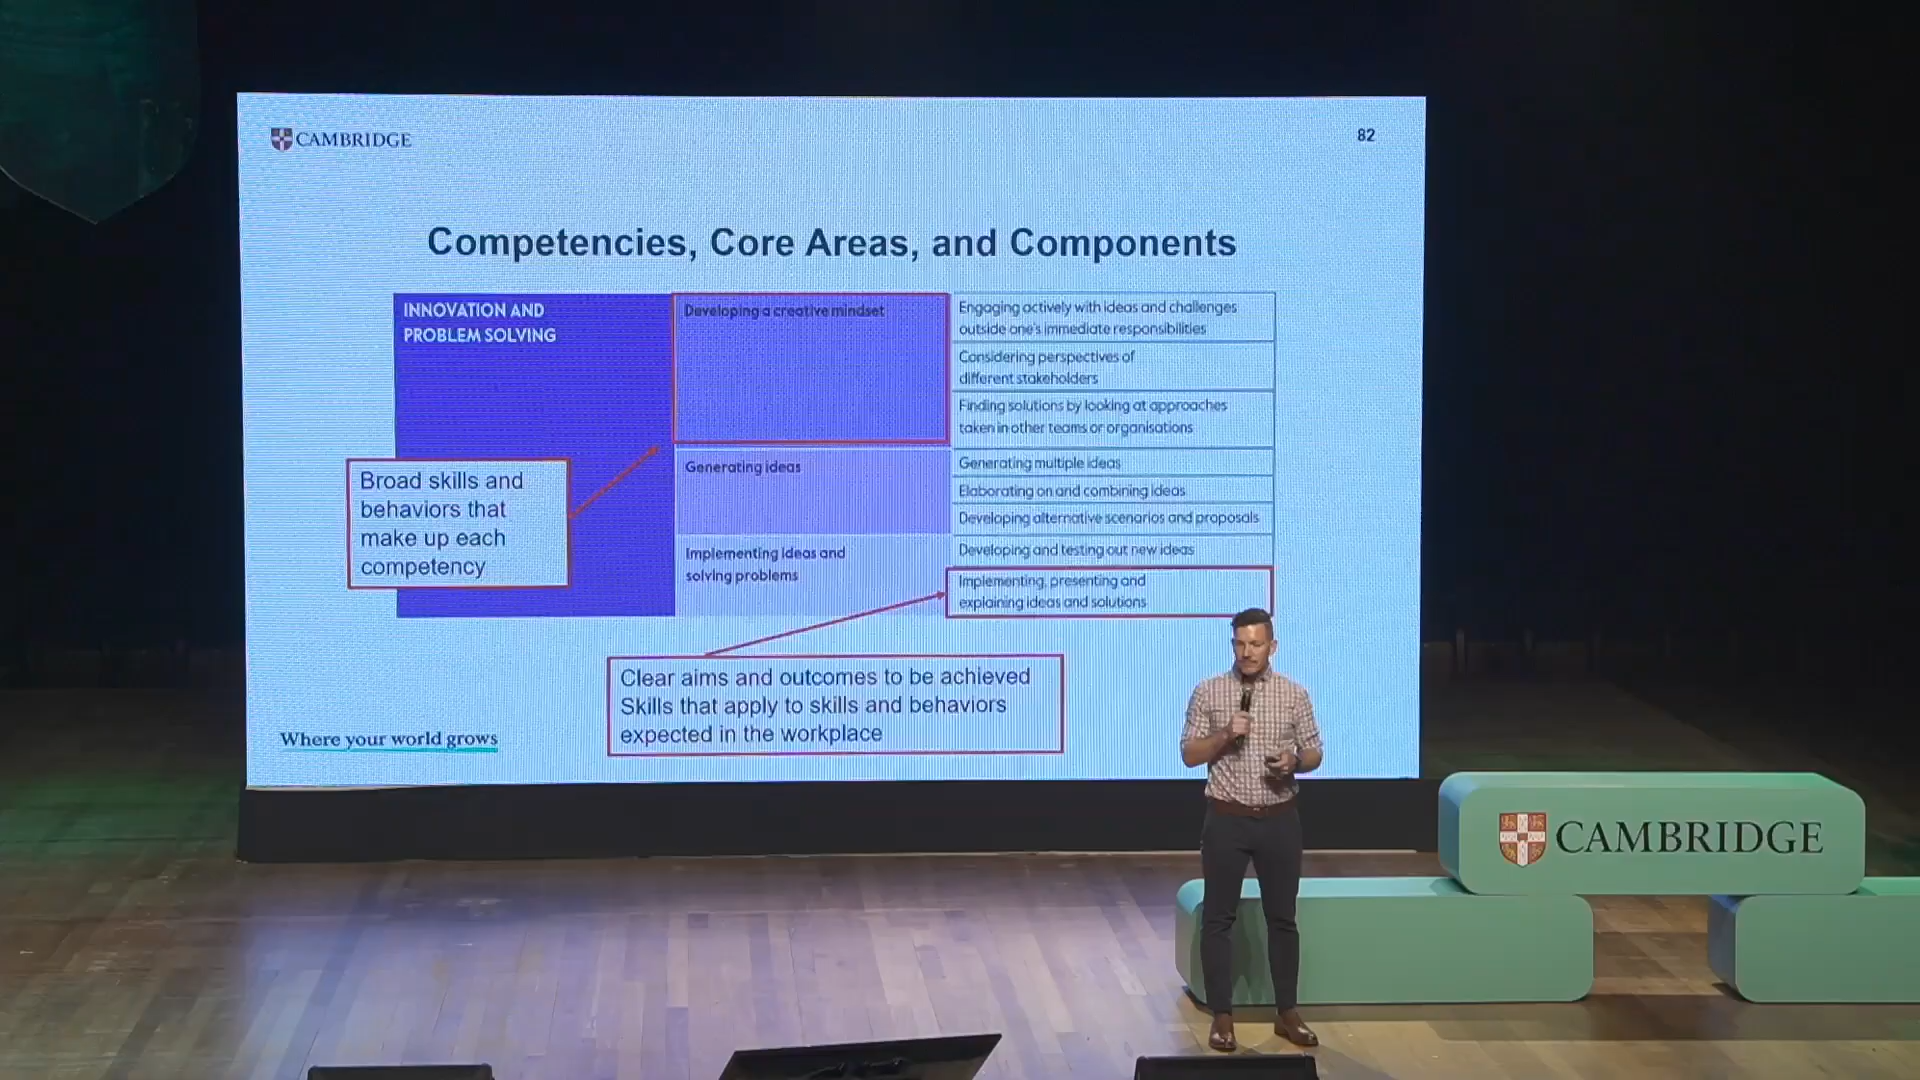 CAMBRIDGE
82
Competencies, Core Areas, and Components
INNOVATION AND
PROBLEM SOLVING
Developing a creative mindset
Engaging actively with ideas and challenges
outside one's immediate responsibilities
Considering perspectives of
different stakeholders
Finding solutions by looking at approaches
taken in other teams or organisations
Generating ideas
Generating multiple ideas
Elaborating on and combining ideas
Developing alternative scenarios and proposals
Implementing ideas and
solving problems
Developing and testing out new ideas
Implementing, presenting and
explaining ideas and solutions
Broad skills and
behaviors that
make up each
competency
Clear aims and outcomes to be achieved
Skills that apply to skills and behaviors
expected in the workplace
Where your world grows
CAMBRIDGE